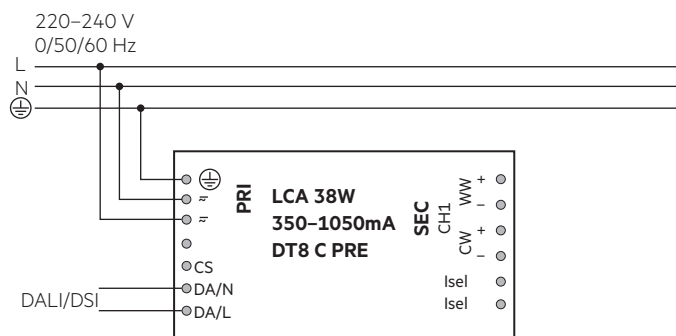 220–240 V
0/50/60 Hz
L
N
PRI
LCA 38W
350–1050mA
DT8 C PRE
SEC
CH1
WW
+
–
CW
+
–
≂
≂
CS
DA/N
DA/L
DALI/DSI
Isel
Isel